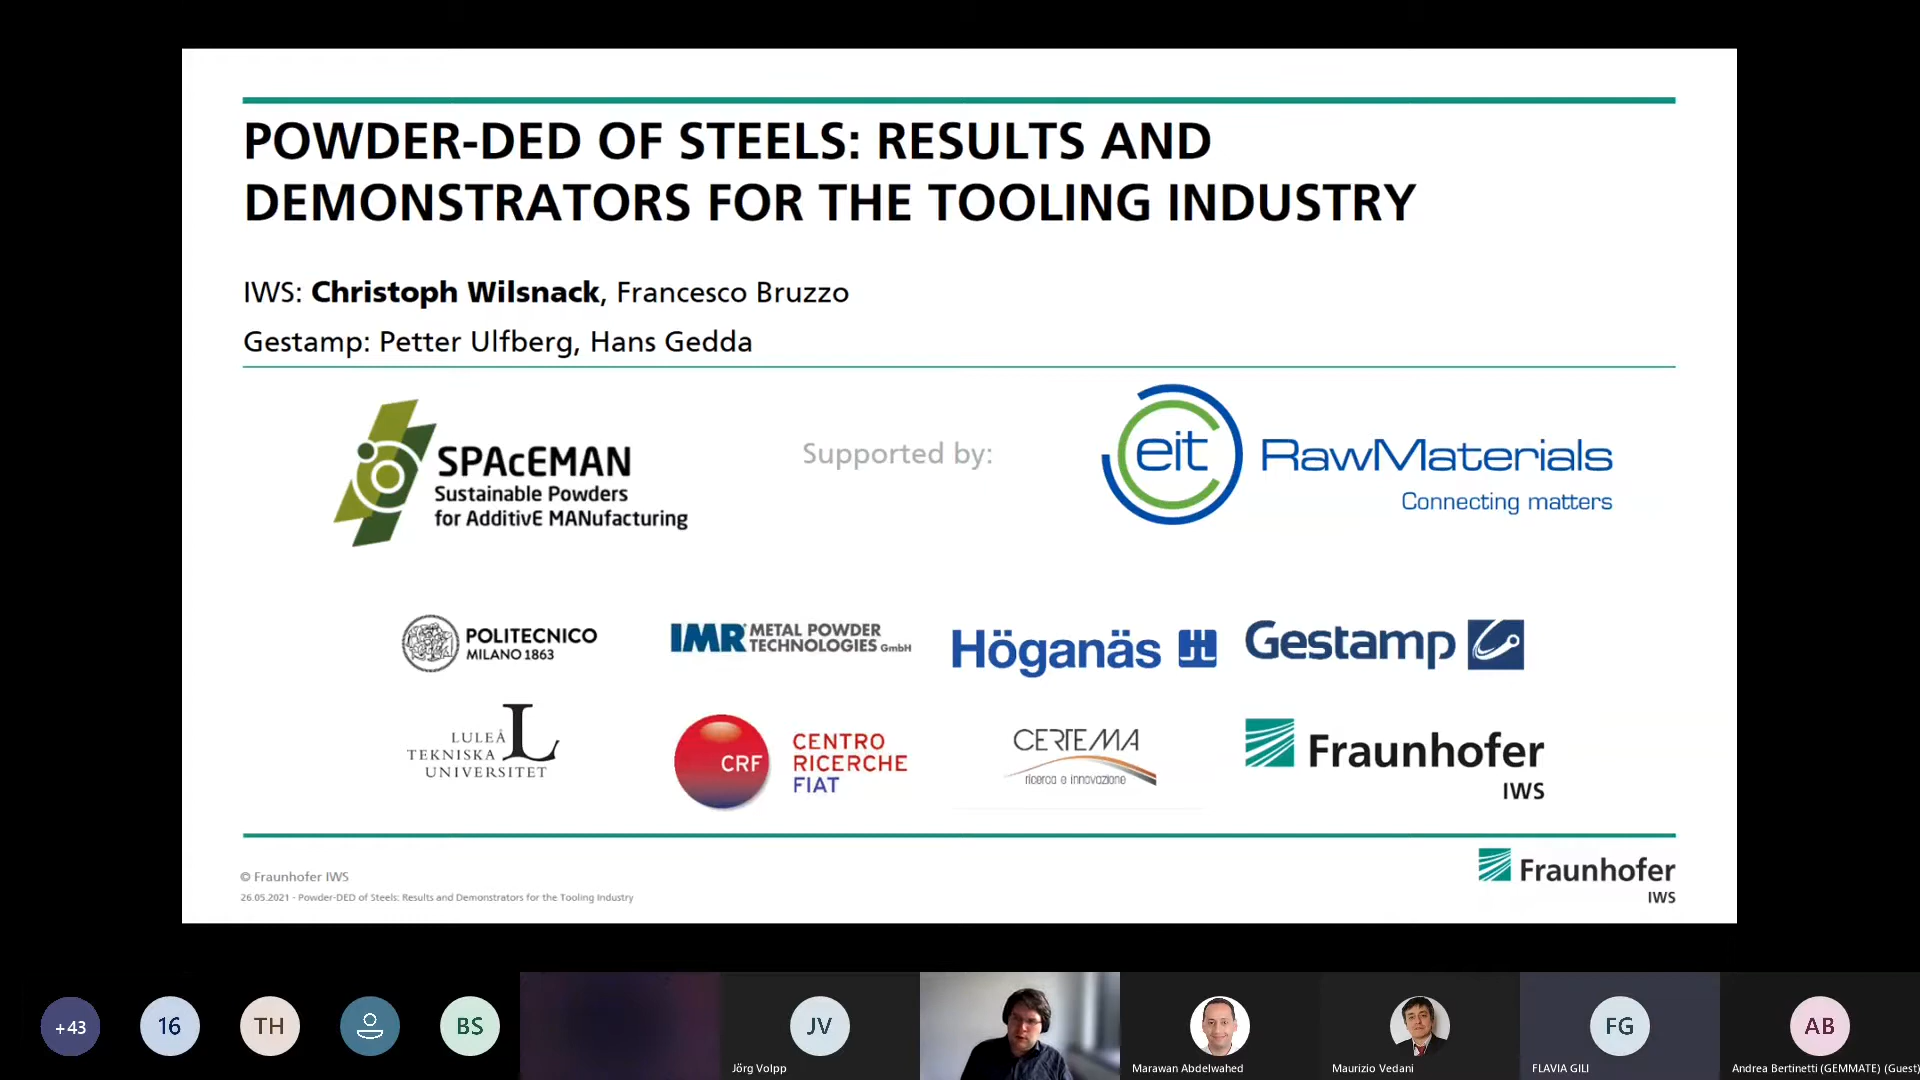 POWDER-DED OF STEELS: RESULTS AND
DEMONSTRATORS FOR THE TOOLING INDUSTRY
IWS: Christoph Wilsnack, Francesco Bruzzo
Gestamp: Petter Ulfberg, Hans Gedda
SPAcEMAN
Sustainable Powders
for AdditivE MANufacturing
Supported by:
eit RawMaterials
Connecting matters
POLITECNICO
MILANO 1863
IMR METAL POWDER
TECHNOLOGIES GmbH
Höganäs
Gestamp
LULEÅ
TEKNISKA
UNIVERSITET
L
CRF
CENTRO
RICERCHE
FIAT
CERTEMA
ricerca e innovazione
Fraunhofer
IWS
© Fraunhofer IWS
26.05.2021 - Powder-DED of Steels: Results and Demonstrators for the Tooling Industry
Fraunhofer
IWS
+43
16
TH
BS
JV
Jörg Volpp
Marawan Abdelwahed
Maurizio Vedani
FG
FLAVIA GILI
AB
Andrea Bertinetti (GEMMATE) (Guest)